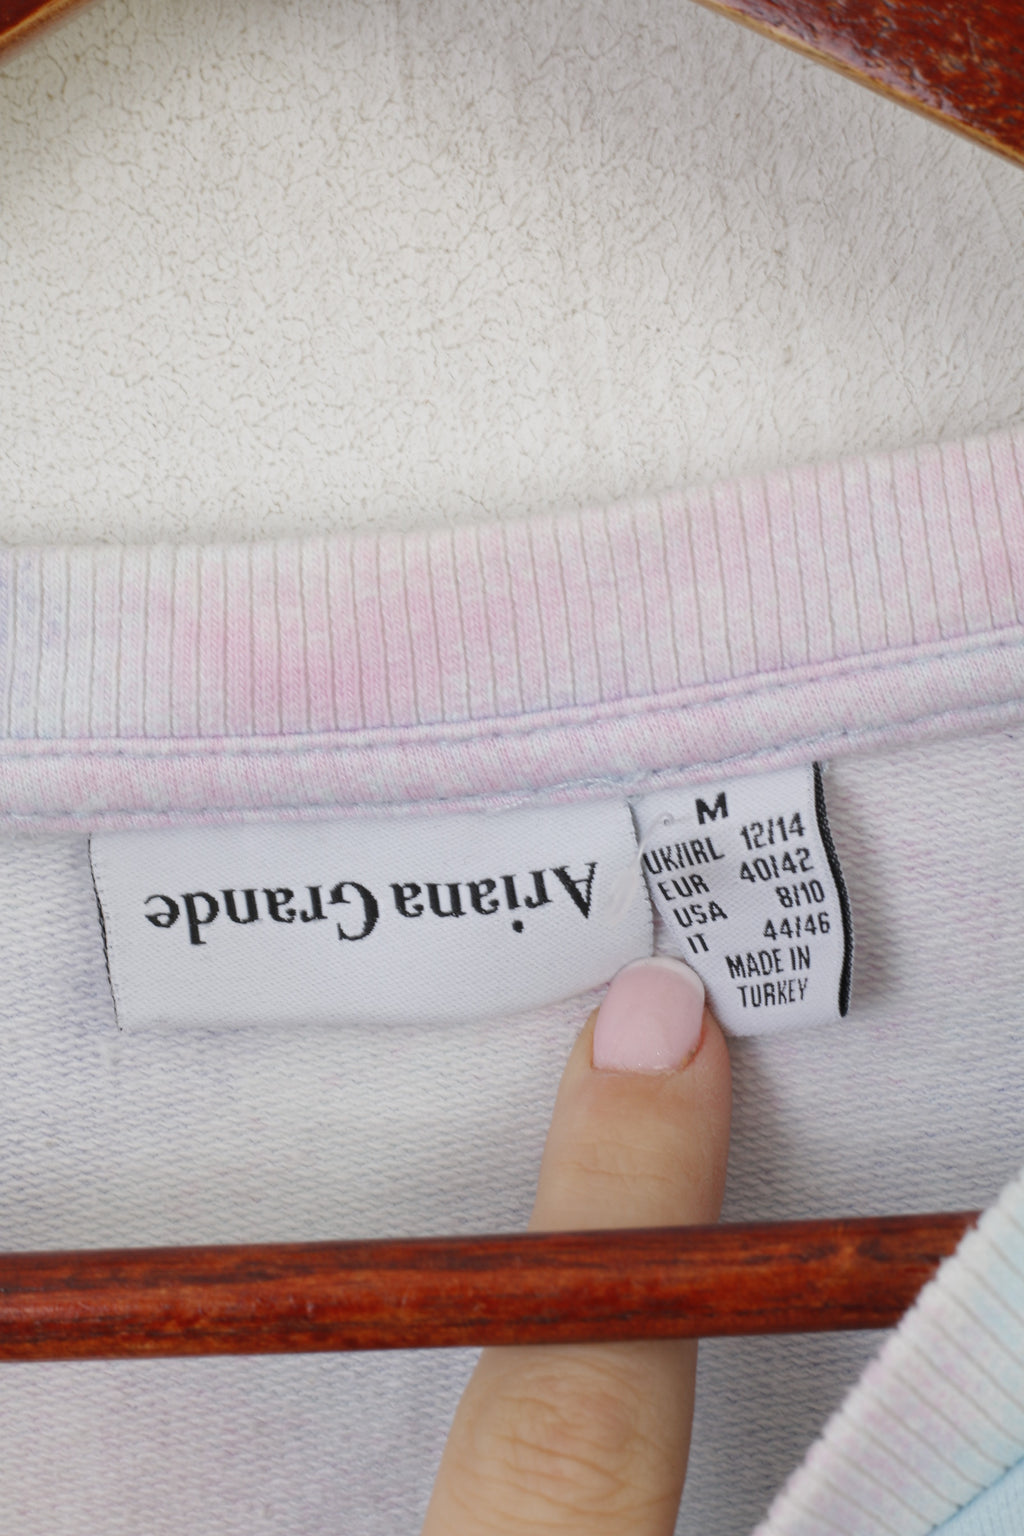 Ariana Grande
M
UK/IRL 12/14
EUR 40/42
USA 8/10
IT 44/46
MADE IN
TURKEY